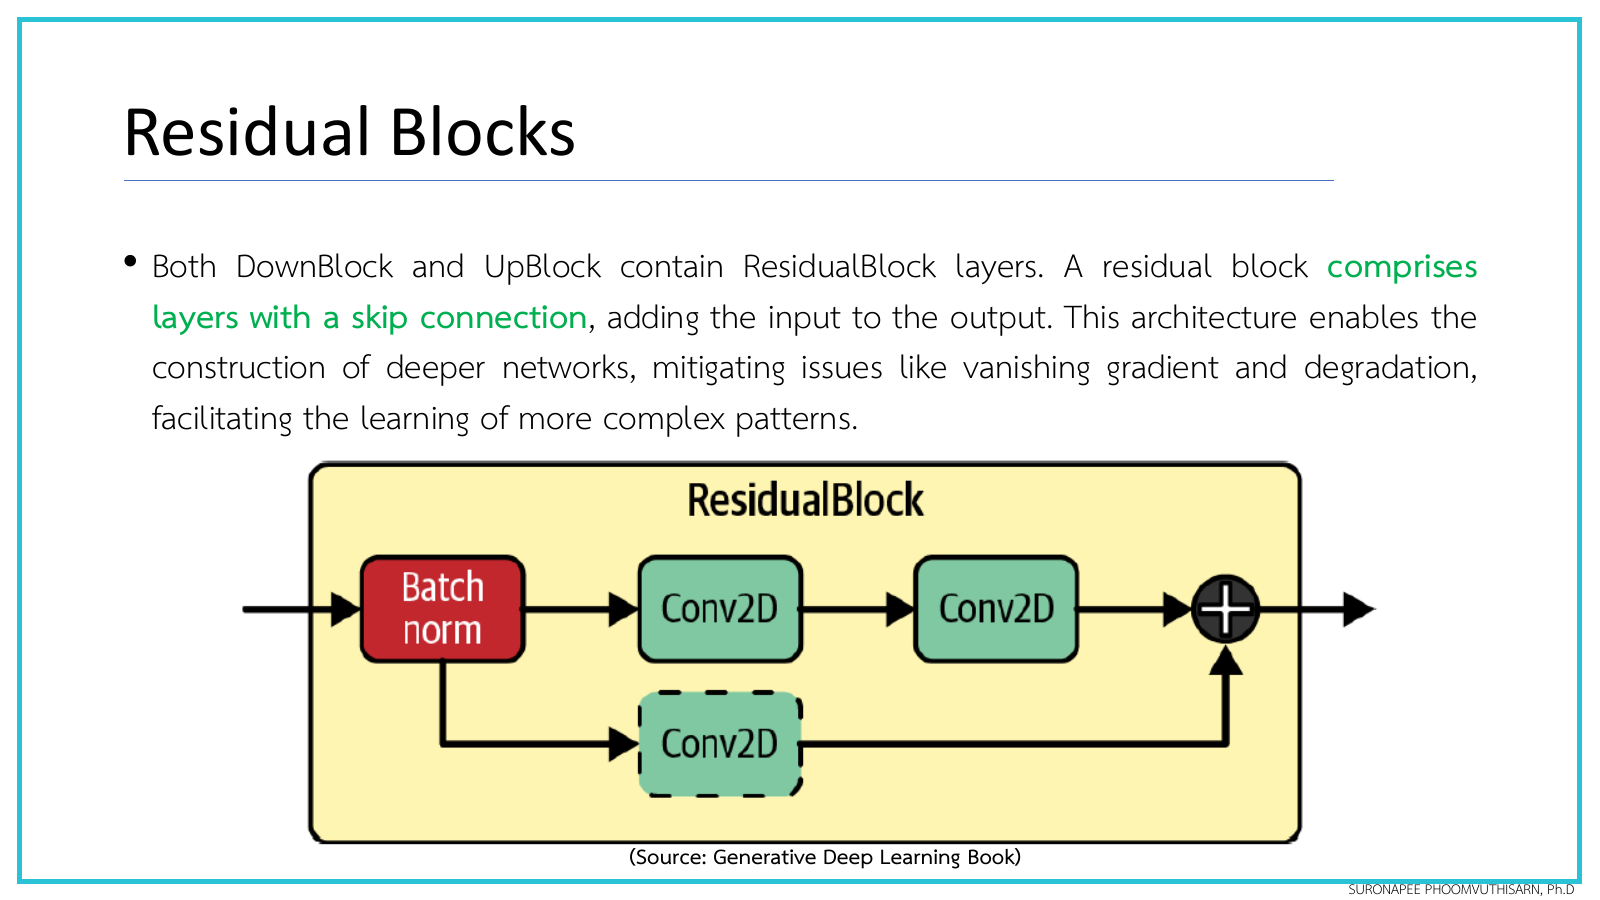 Residual Blocks
• Both DownBlock and UpBlock contain ResidualBlock layers. A residual block comprises
layers with a skip connection, adding the input to the output. This architecture enables the
construction of deeper networks, mitigating issues like vanishing gradient and degradation,
facilitating the learning of more complex patterns.
ResidualBlock
Batch
norm
Conv2D
Conv2D
Conv2D
(Source: Generative Deep Learning Book)
SURONAPEE PHOOMVUTHISARN, Ph.D